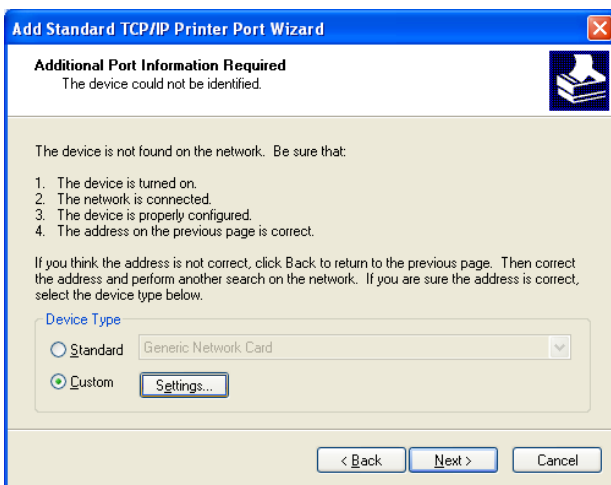 Add Standard TCP/IP Printer Port Wizard
Additional Port Information Required
The device could not be identified.
The device is not found on the network.  Be sure that:
1.  The device is turned on.
2.  The network is connected.
3.  The device is properly configured.
4.  The address on the previous page is correct.
If you think the address is not correct, click Back to return to the previous page.  Then correct
the address and perform another search on the network.  If you are sure the address is correct,
select the device type below.
Device Type
Standard Generic Network Card
Custom Settings...
< Back Next > Cancel